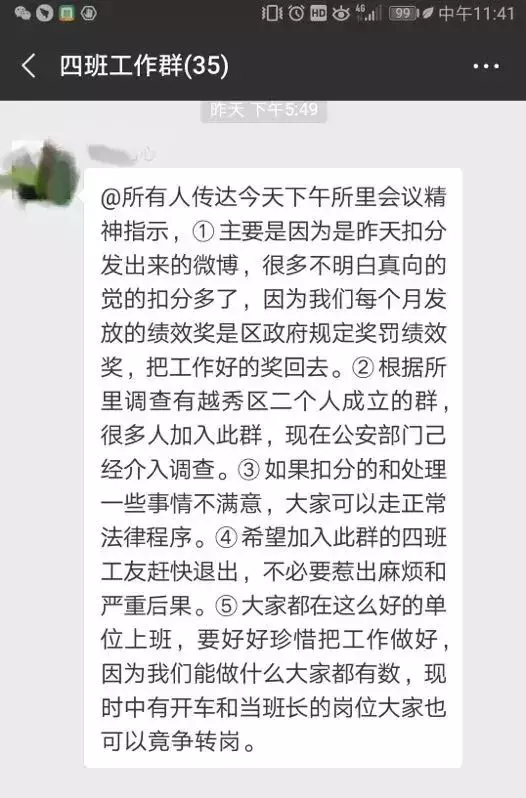 HD 4G 99 中午11:41
四班工作群(35)
昨天 下午5:49
心
@所有人传达今天下午所里会议精
神指示，①主要是因为是昨天扣分
发出来的微博，很多不明白真向的
觉的扣分多了，因为我们每个月发
放的绩效奖是区政府规定奖罚绩效
奖，把工作好的奖回去。②根据所
里调查有越秀区二个人成立的群，
很多人加入此群，现在公安部门己
经介入调查。③如果扣分的和处理
一些事情不满意，大家可以走正常
法律程序。④希望加入此群的四班
工友赶快退出，不必要惹出麻烦和
严重后果。⑤大家都在这么好的单
位上班，要好好珍惜把工作做好，
因为我们能做什么大家都有数，现
时中有开车和当班长的岗位大家也
可以竟争转岗。